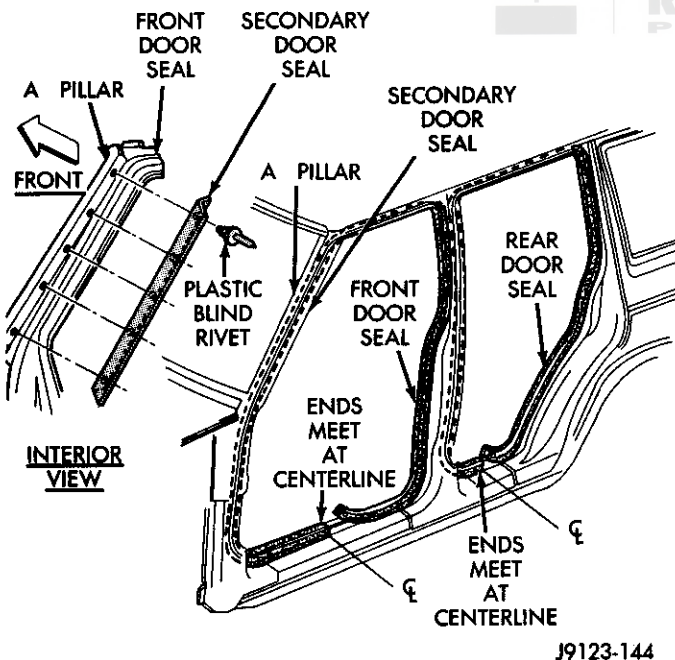 FRONT
DOOR
SEAL
SECONDARY
DOOR
SEAL
A PILLAR
FRONT
SECONDARY
DOOR
SEAL
A PILLAR
PLASTIC
BLIND
RIVET
FRONT
DOOR
SEAL
REAR
DOOR
SEAL
INTERIOR
VIEW
ENDS
MEET
AT
CENTERLINE
℄
℄
ENDS
MEET
AT
CENTERLINE
J9123-144